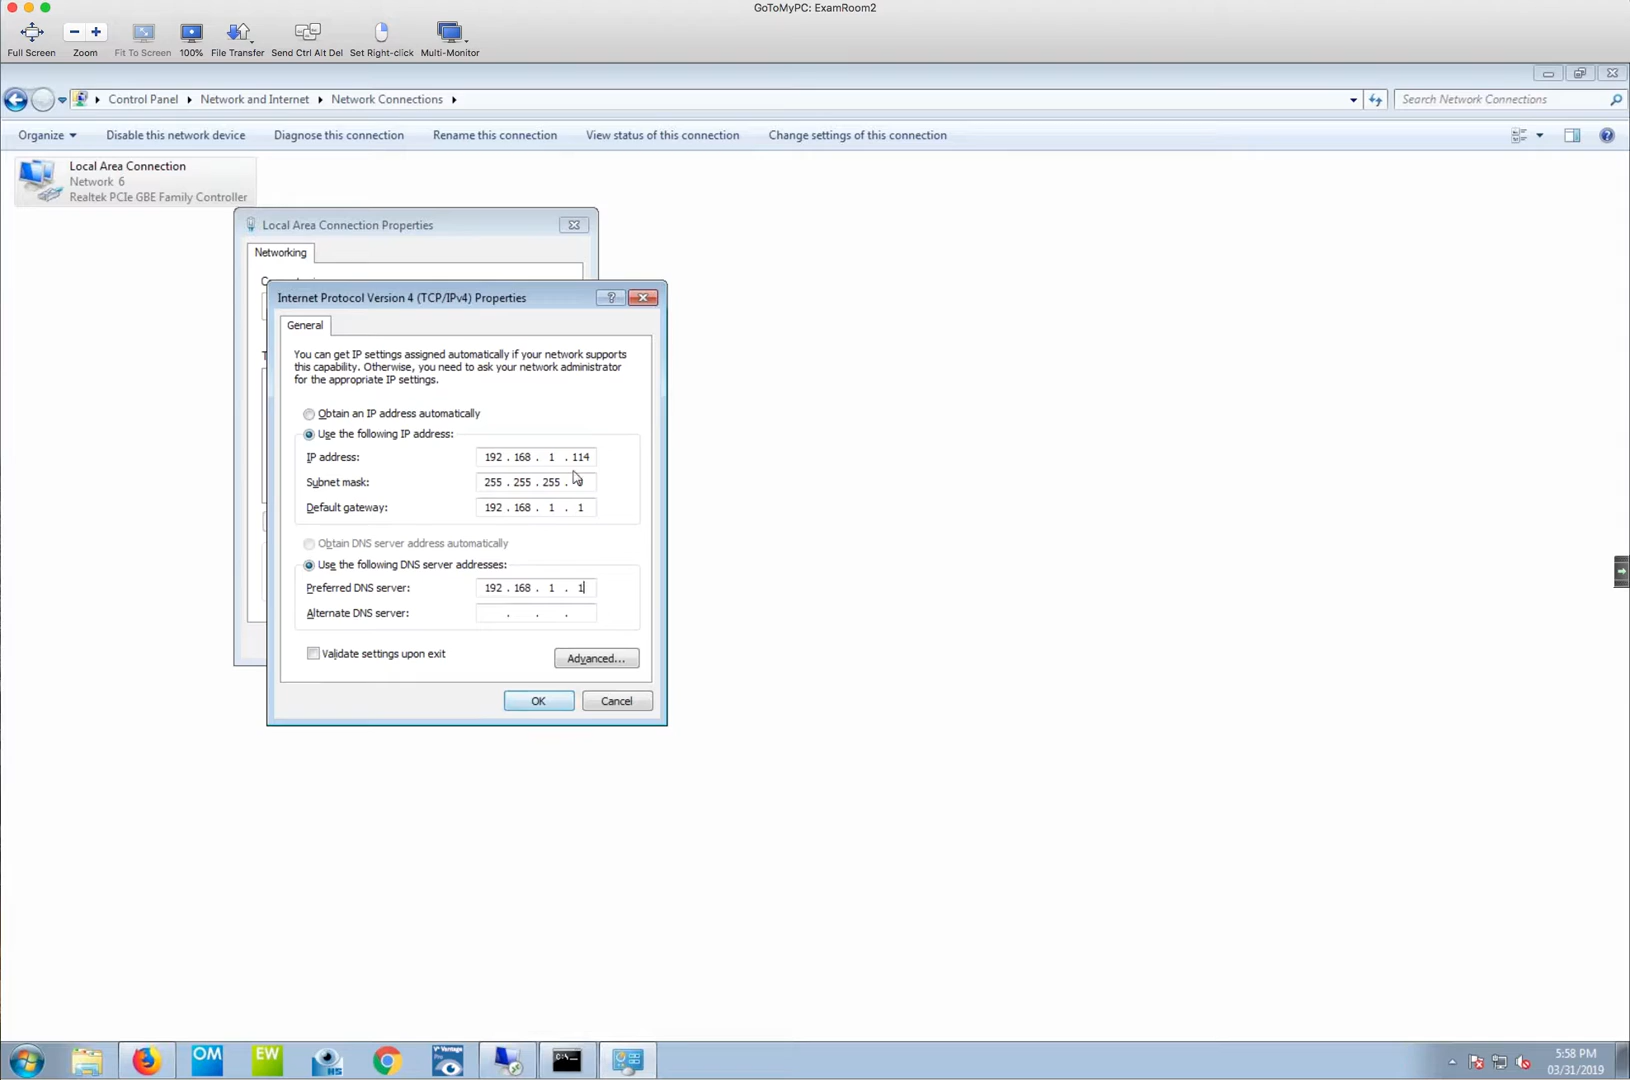 GoToMyPC: ExamRoom2
Full Screen Zoom Fit To Screen 100% File Transfer Send Ctrl Alt Del Set Right-click Multi-Monitor
Control Panel Network and Internet Network Connections
Search Network Connections
Organize Disable this network device Diagnose this connection Rename this connection View status of this connection Change settings of this connection
Local Area Connection
Network 6
Realtek PCIe GBE Family Controller
Local Area Connection Properties
Networking
Internet Protocol Version 4 (TCP/IPv4) Properties
General
You can get IP settings assigned automatically if your network supports
this capability. Otherwise, you need to ask your network administrator
for the appropriate IP settings.
Obtain an IP address automatically
Use the following IP address:
IP address: 192 . 168 . 1 . 114
Subnet mask: 255 . 255 . 255 .
Default gateway: 192 . 168 . 1 . 1
Obtain DNS server address automatically
Use the following DNS server addresses:
Preferred DNS server: 192 . 168 . 1 . 1
Alternate DNS server: . . .
Validate settings upon exit
Advanced...
OK Cancel
OM EW HS V+ Vantage Pro C:\.
5:58 PM
03/31/2019